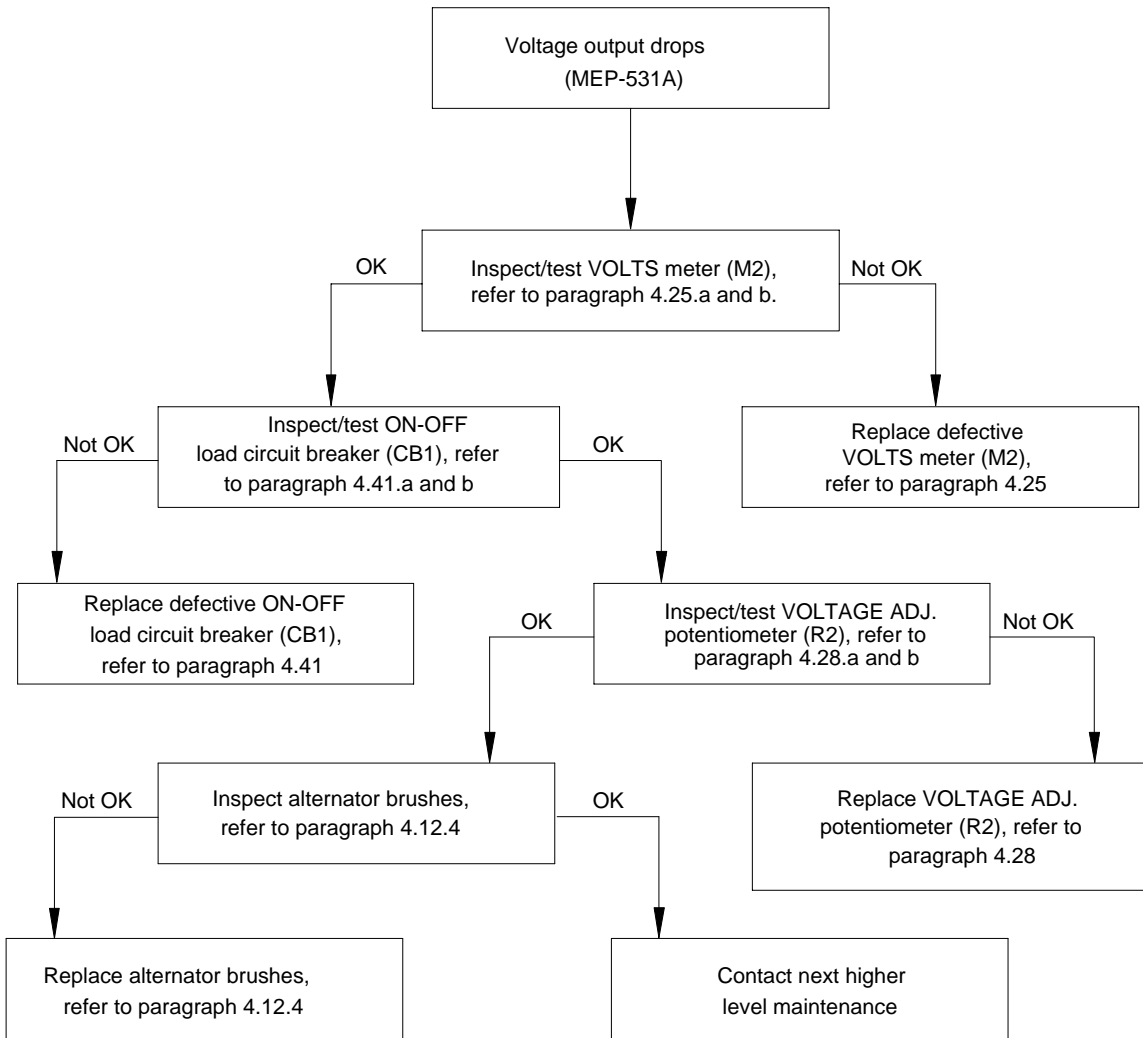 Voltage output drops
(MEP-531A)
OK
Inspect/test VOLTS meter (M2),
refer to paragraph 4.25.a and b.
Not OK
Not OK
Inspect/test ON-OFF
load circuit breaker (CB1), refer
to paragraph 4.41.a and b
OK
Replace defective
VOLTS meter (M2),
refer to paragraph 4.25
Replace defective ON-OFF
load circuit breaker (CB1),
refer to paragraph 4.41
OK
Inspect/test VOLTAGE ADJ.
potentiometer (R2), refer to
paragraph 4.28.a and b
Not OK
Not OK
Inspect alternator brushes,
refer to paragraph 4.12.4
OK
Replace VOLTAGE ADJ.
potentiometer (R2), refer to
paragraph 4.28
Replace alternator brushes,
refer to paragraph 4.12.4
Contact next higher
level maintenance